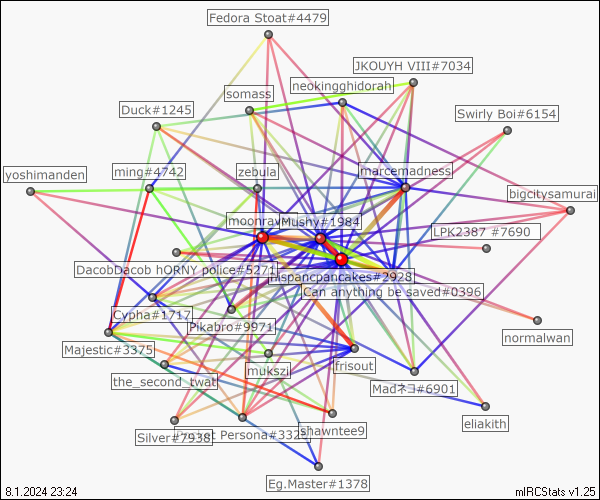 Fedora Stoat#4479
JKOUYH VIII#7034
neokingghidorah
somass
Duck#1245
Swirly Boi#6154
marcemadness
yoshimanden
ming#4742
zebula
bigcitysamurai
moonrav
Mushy#1984
LPK2387 #7690
DacobDacob hORNY police#5271
hispancpancakes#2928
Can anything be saved#0396
Cypha#1717
Pikabro#9971
normalwan
Majestic#3375
mukszi
frisout
the_second_twat
Madネコ#6901
eliakith
Silver#7938
Persona#332
shawntee9
Eg.Master#1378
8.1.2024 23:24
mIRCStats v1.25